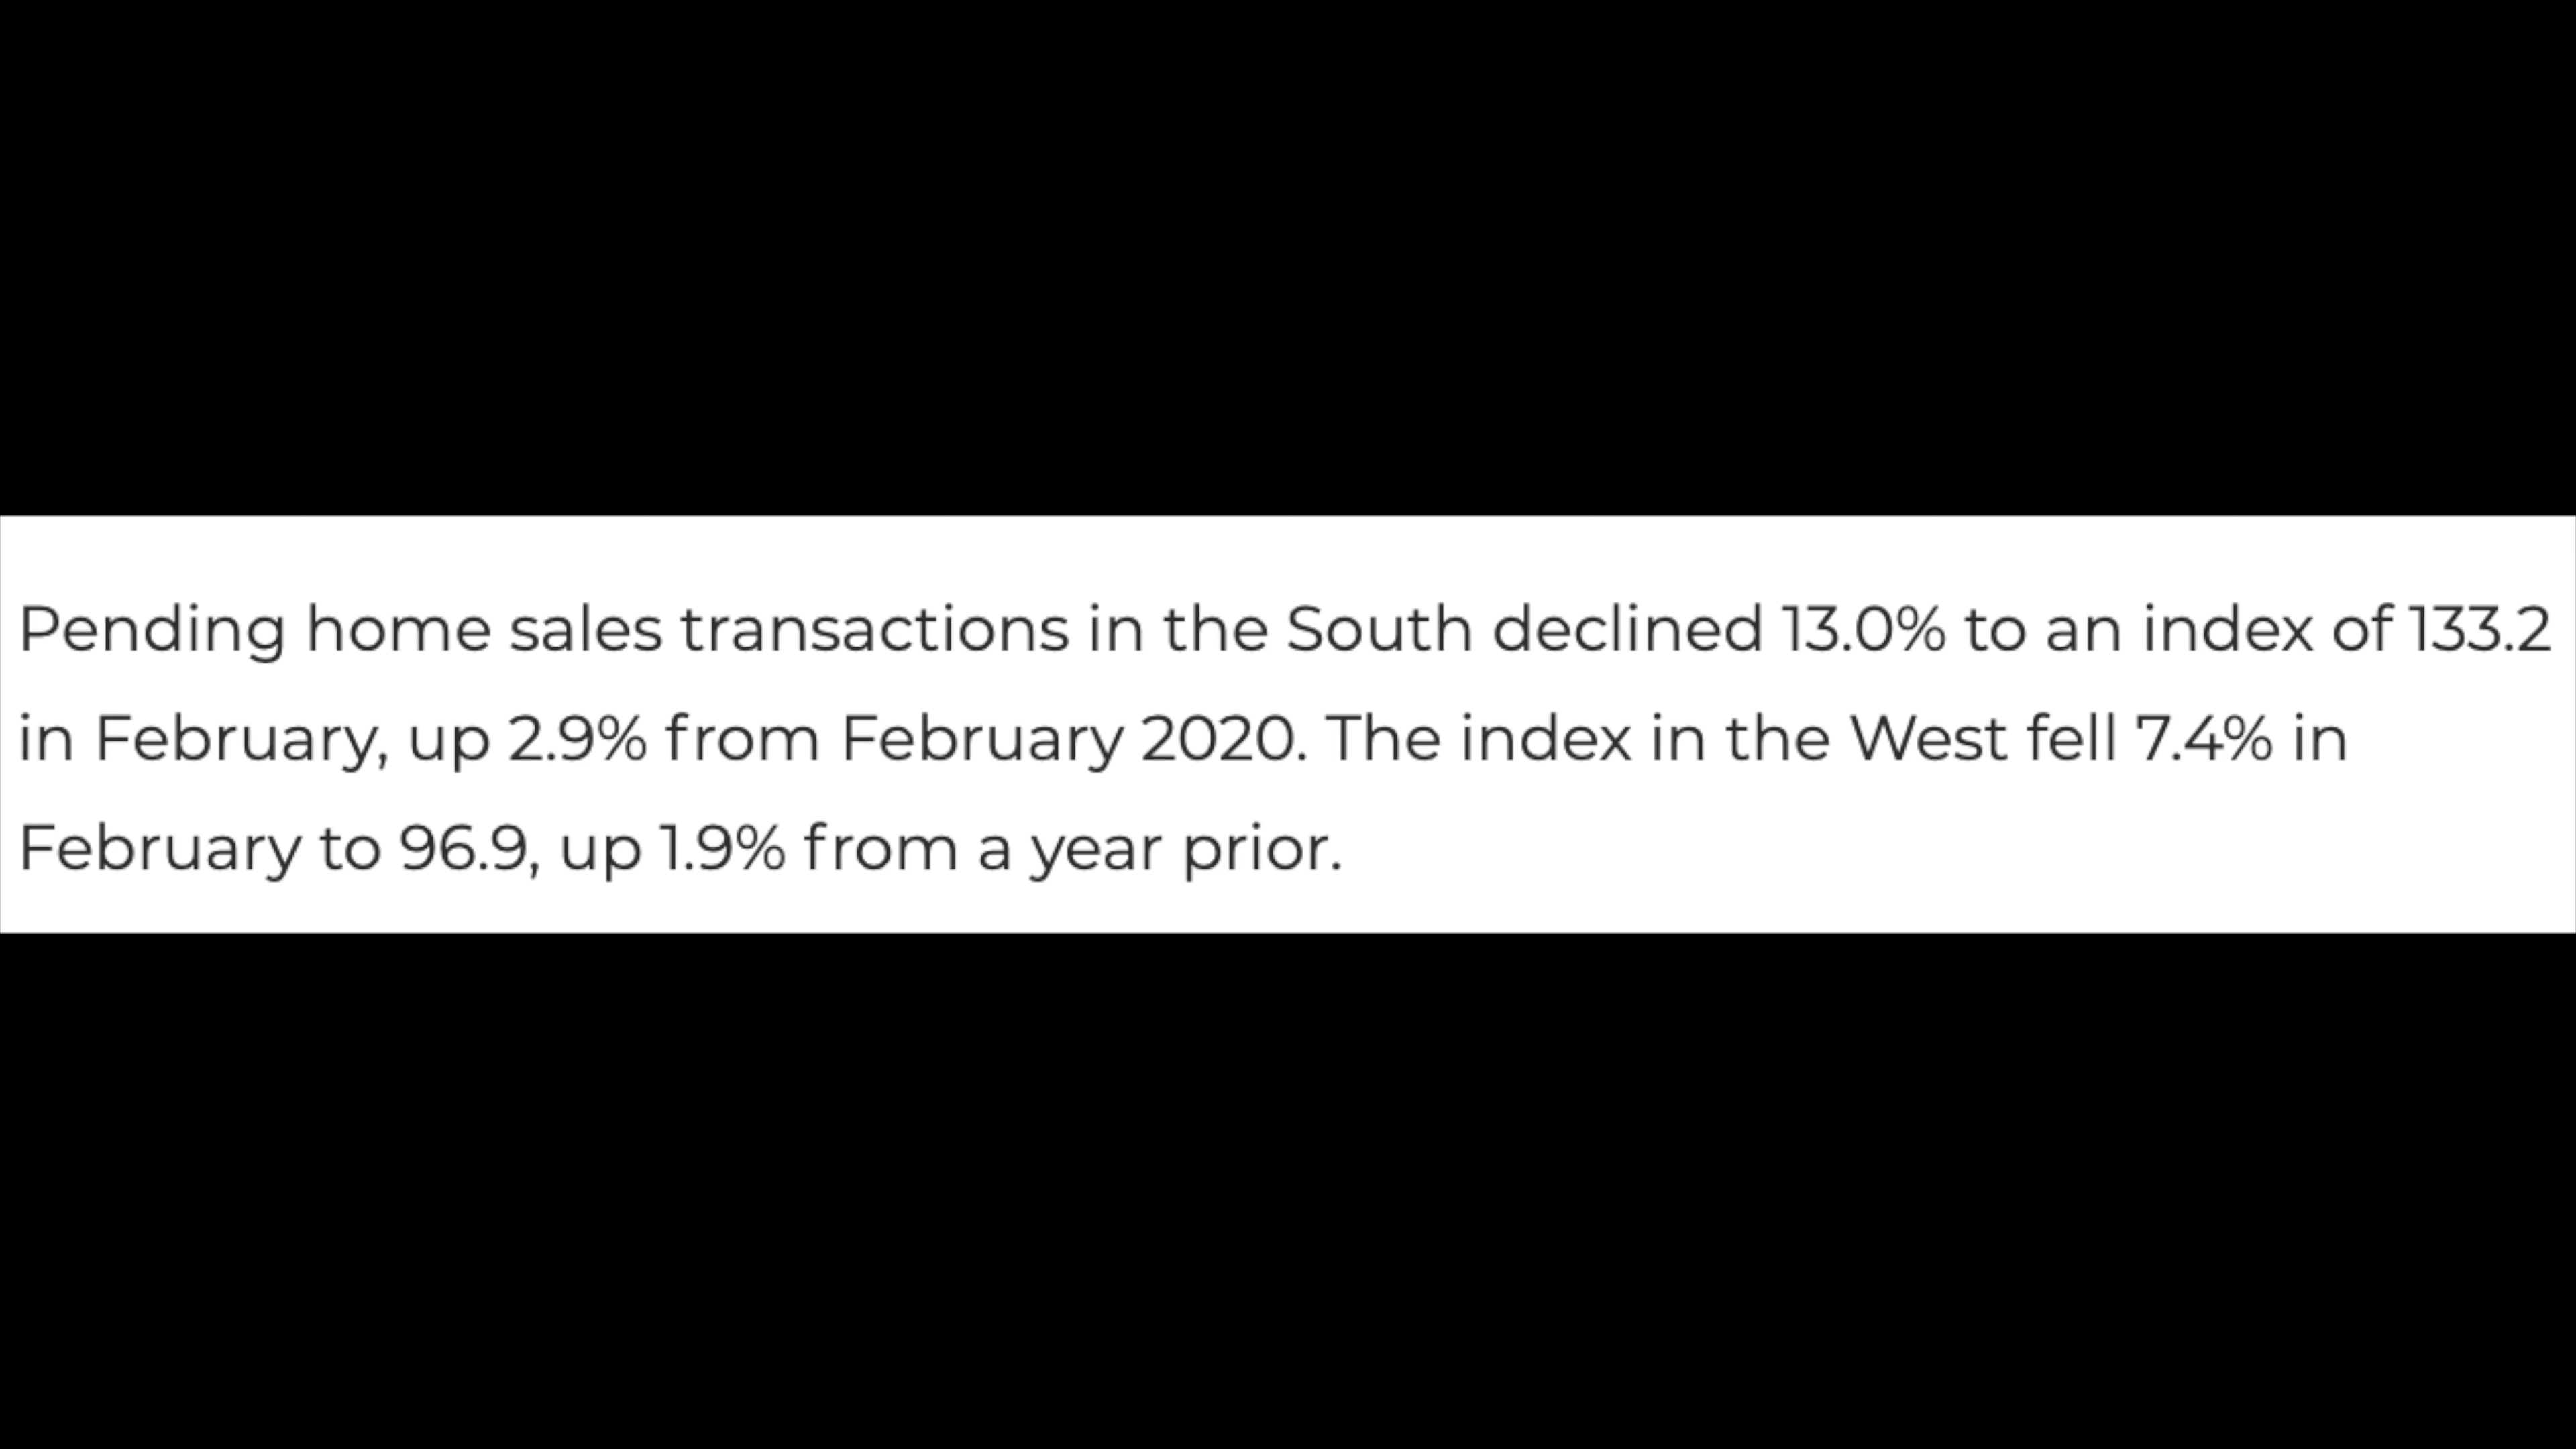 Pending home sales transactions in the South declined 13.0% to an index of 133.2
in February, up 2.9% from February 2020. The index in the West fell 7.4% in
February to 96.9, up 1.9% from a year prior.